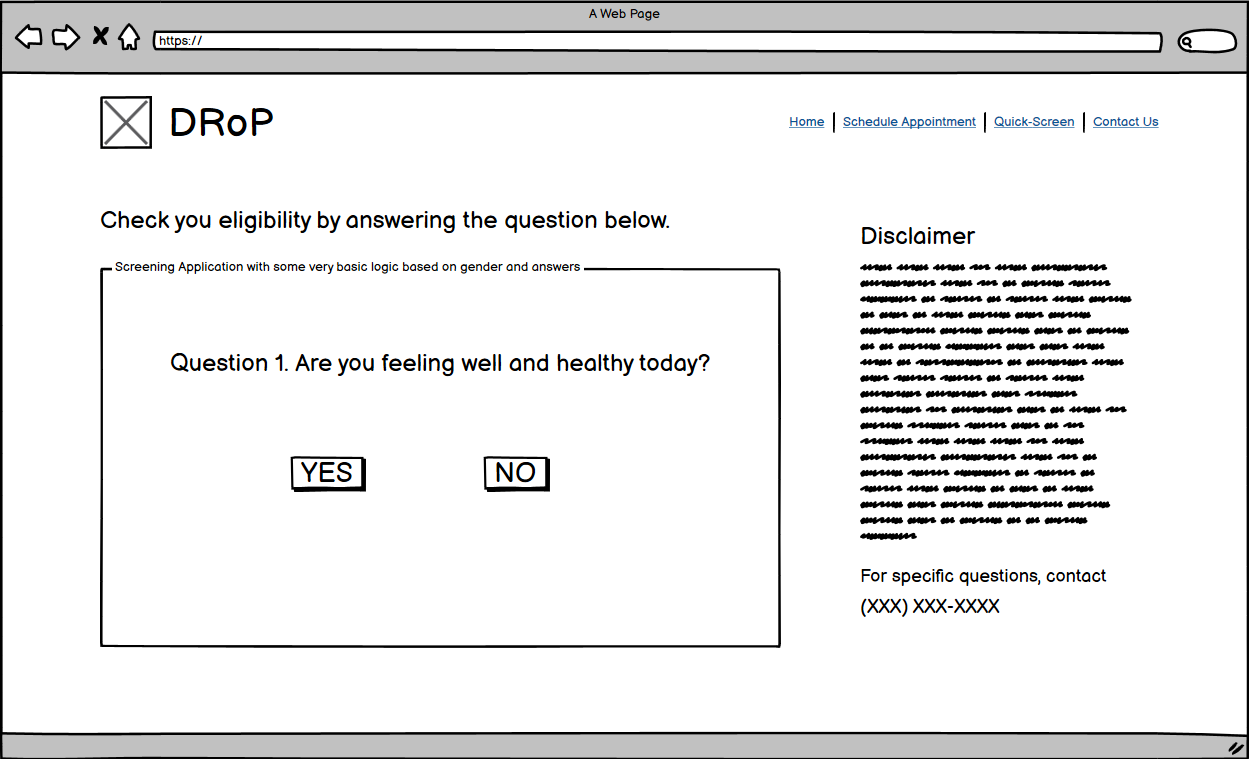 A Web Page
https://
DRoP
Home
Schedule Appointment
Quick-Screen
Contact Us
Check you eligibility by answering the question below.
Screening Application with some very basic logic based on gender and answers
Question 1. Are you feeling well and healthy today?
YES
NO
Disclaimer
For specific questions, contact
(XXX) XXX-XXXX